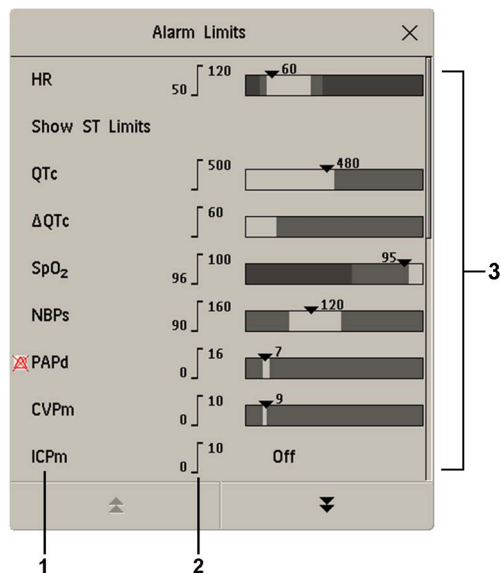 Alarm Limits
HR 50 120 60
Show ST Limits
QTc 500 480
ΔQTc 60
SpO₂ 96 100 95
NBPs 90 160 120
PAPd 0 16 7
CVPm 0 10 9
ICPm 0 10 Off
3
1 2